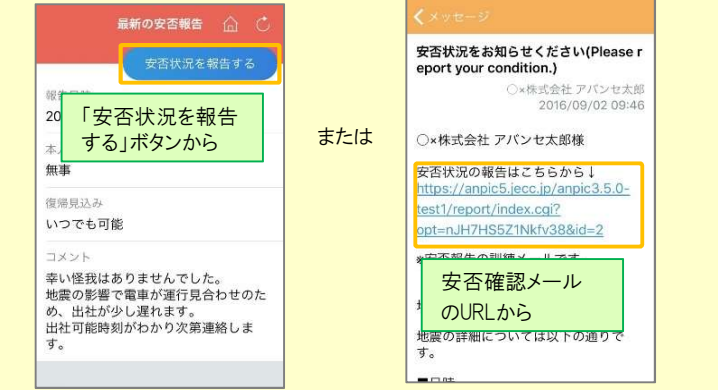 最新の安否報告
安否状況を報告する
20
「安否状況を報告
する」ボタンから
無事
復帰見込み
いつでも可能
コメント
幸い怪我はありませんでした。
地震の影響で電車が運行見合わせのた
め、出社が少し遅れます。
出社可能時刻がわかり次第連絡しま
す。
または
メッセージ
安否状況をお知らせください(Please r
eport your condition.)
○×株式会社 アバンセ太郎
2016/09/02 09:46
○×株式会社 アバンセ太郎様
安否状況の報告はこちらから↓
https://anpic5.jecc.jp/anpic3.5.0-
test1/report/index.cgi?
opt=nJH7HS5Z1Nkfv38&id=2
安否確認メール
のURLから
地震の詳細については以下の通りで
す。